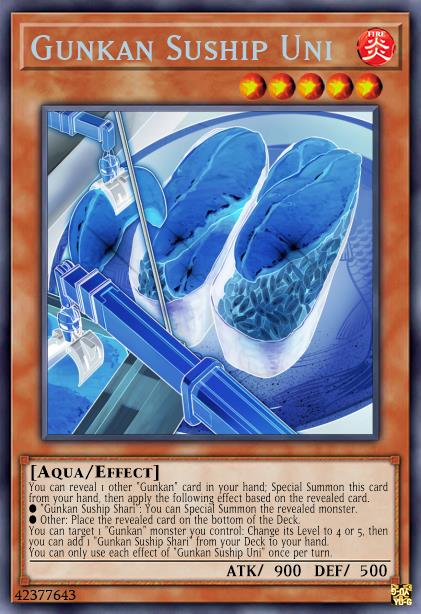 Gunkan Suship Uni
FIRE
炎
[Aqua/Effect]
You can reveal 1 other "Gunkan" card in your hand; Special Summon this card
from your hand, then apply the following effect based on the revealed card.
● "Gunkan Suship Shari": You can Special Summon the revealed monster.
● Other: Place the revealed card on the bottom of the Deck.
You can target 1 "Gunkan" monster you control: Change its Level to 4 or 5, then
you can add 1 "Gunkan Suship Shari" from your Deck to your hand.
You can only use each effect of "Gunkan Suship Uni" once per turn.
ATK/ 900 DEF/ 500
42377643